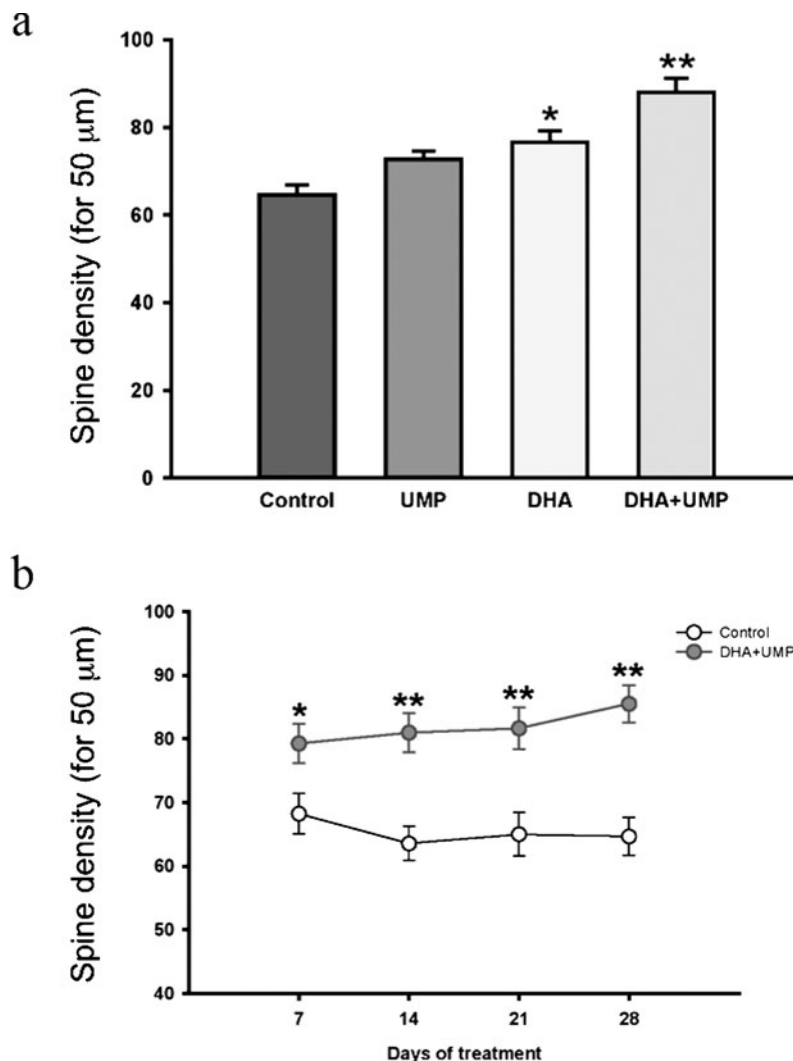 a
Spine density (for 50 μm)
100
80
60
40
20
0
*
**
Control UMP DHA DHA+UMP
b
Spine density (for 50 μm)
100
90
80
70
60
50
40
* ** ** **
Control
DHA+UMP
7 14 21 28
Days of treatment